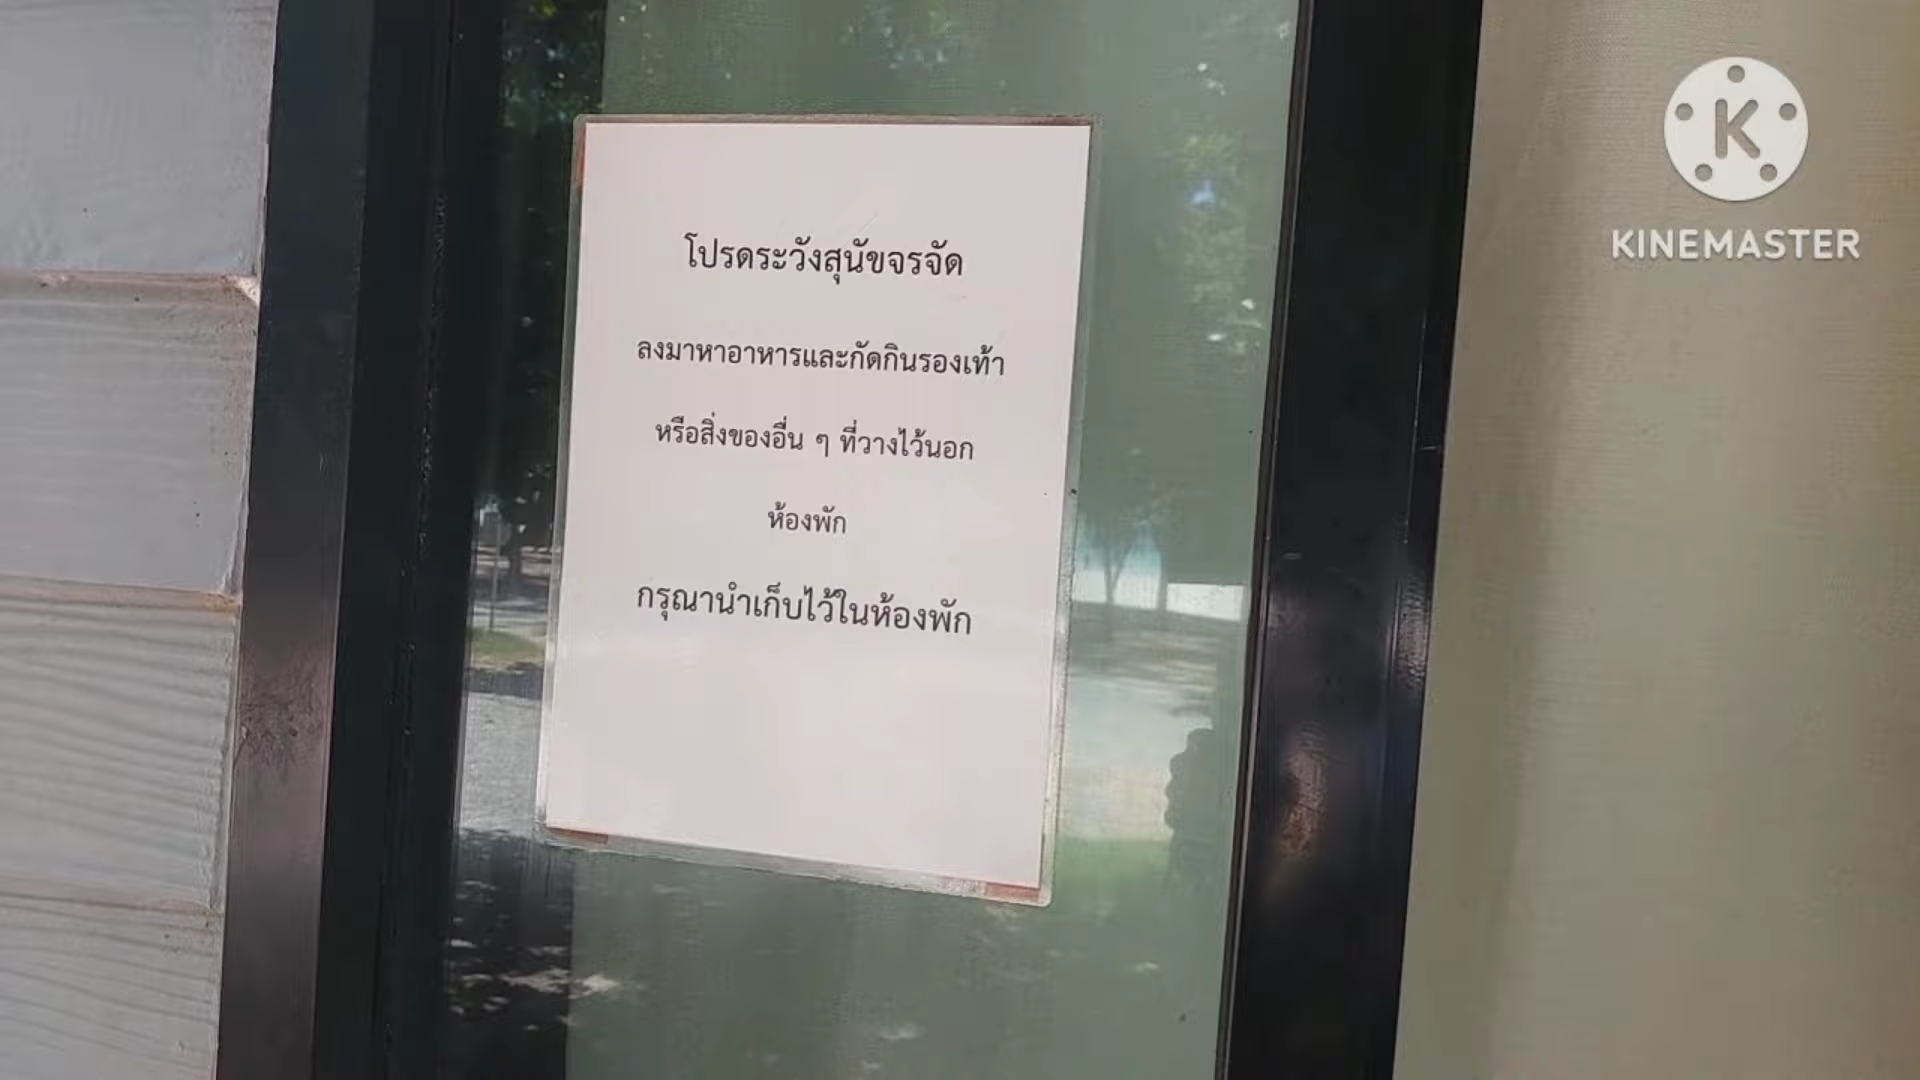 โปรดระวังสุนัขจรจัด
ลงมาหาอาหารและกัดกินรองเท้า
หรือสิ่งของอื่น ๆ ที่วางไว้นอก
ห้องพัก
กรุณานำเก็บไว้ในห้องพัก
K
KINEMASTER